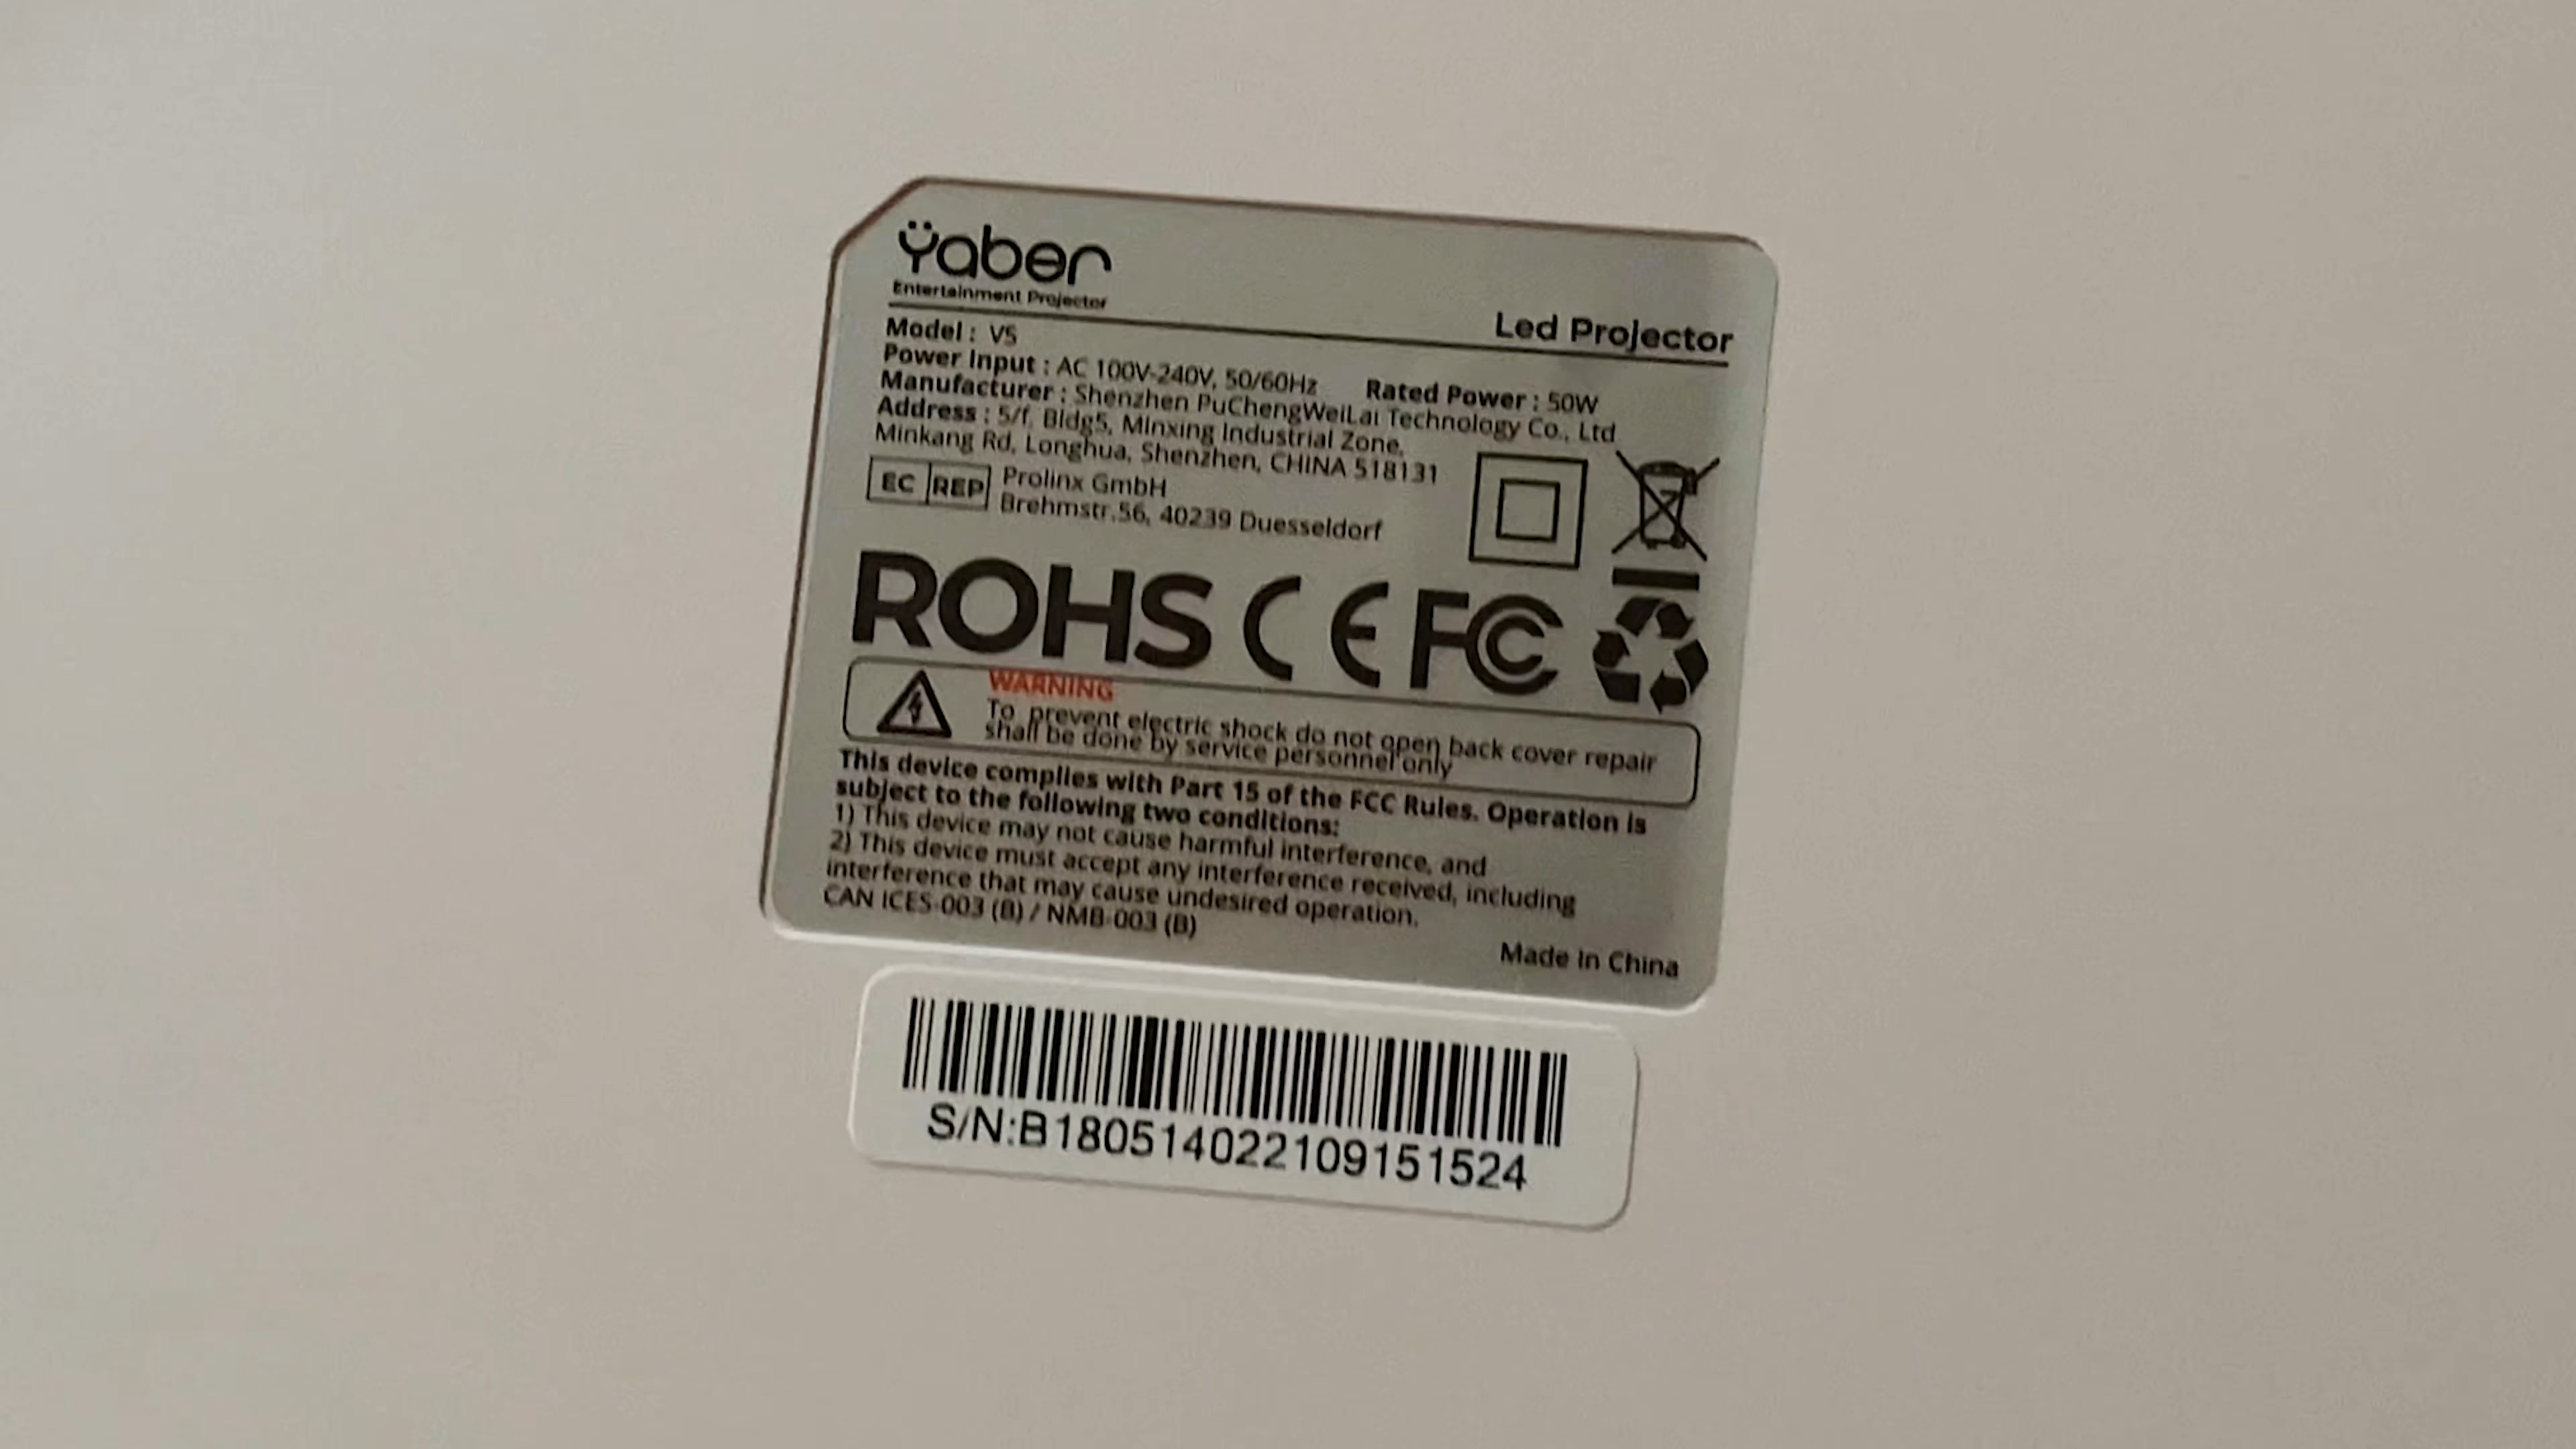 Ÿaber
Entertainment Projector
Led Projector
Model : V5
Power Input : AC 100V-240V, 50/60Hz Rated Power : 50W
Manufacturer : Shenzhen PuChengWeiLai Technology Co., Ltd
Address : 5/f, Bldg5, Minxing Industrial Zone,
Minkang Rd, Longhua, Shenzhen, CHINA 518131
EC REP Prolinx GmbH
Brehmstr.56, 40239 Duesseldorf
ROHS CE FC
WARNING
To prevent electric shock do not open back cover repair
shall be done by service personnel only
This device complies with Part 15 of the FCC Rules. Operation is
subject to the following two conditions:
1) This device may not cause harmful interference, and
2) This device must accept any interference received, including
interference that may cause undesired operation.
CAN ICES-003 (B) / NMB-003 (B)
Made in China
S/N:B180514022109151524